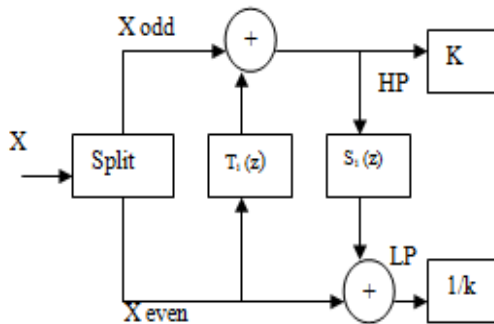 X odd
+
K
HP
X
Split
T₁ (z)
S₁ (z)
LP
+
1/k
X even